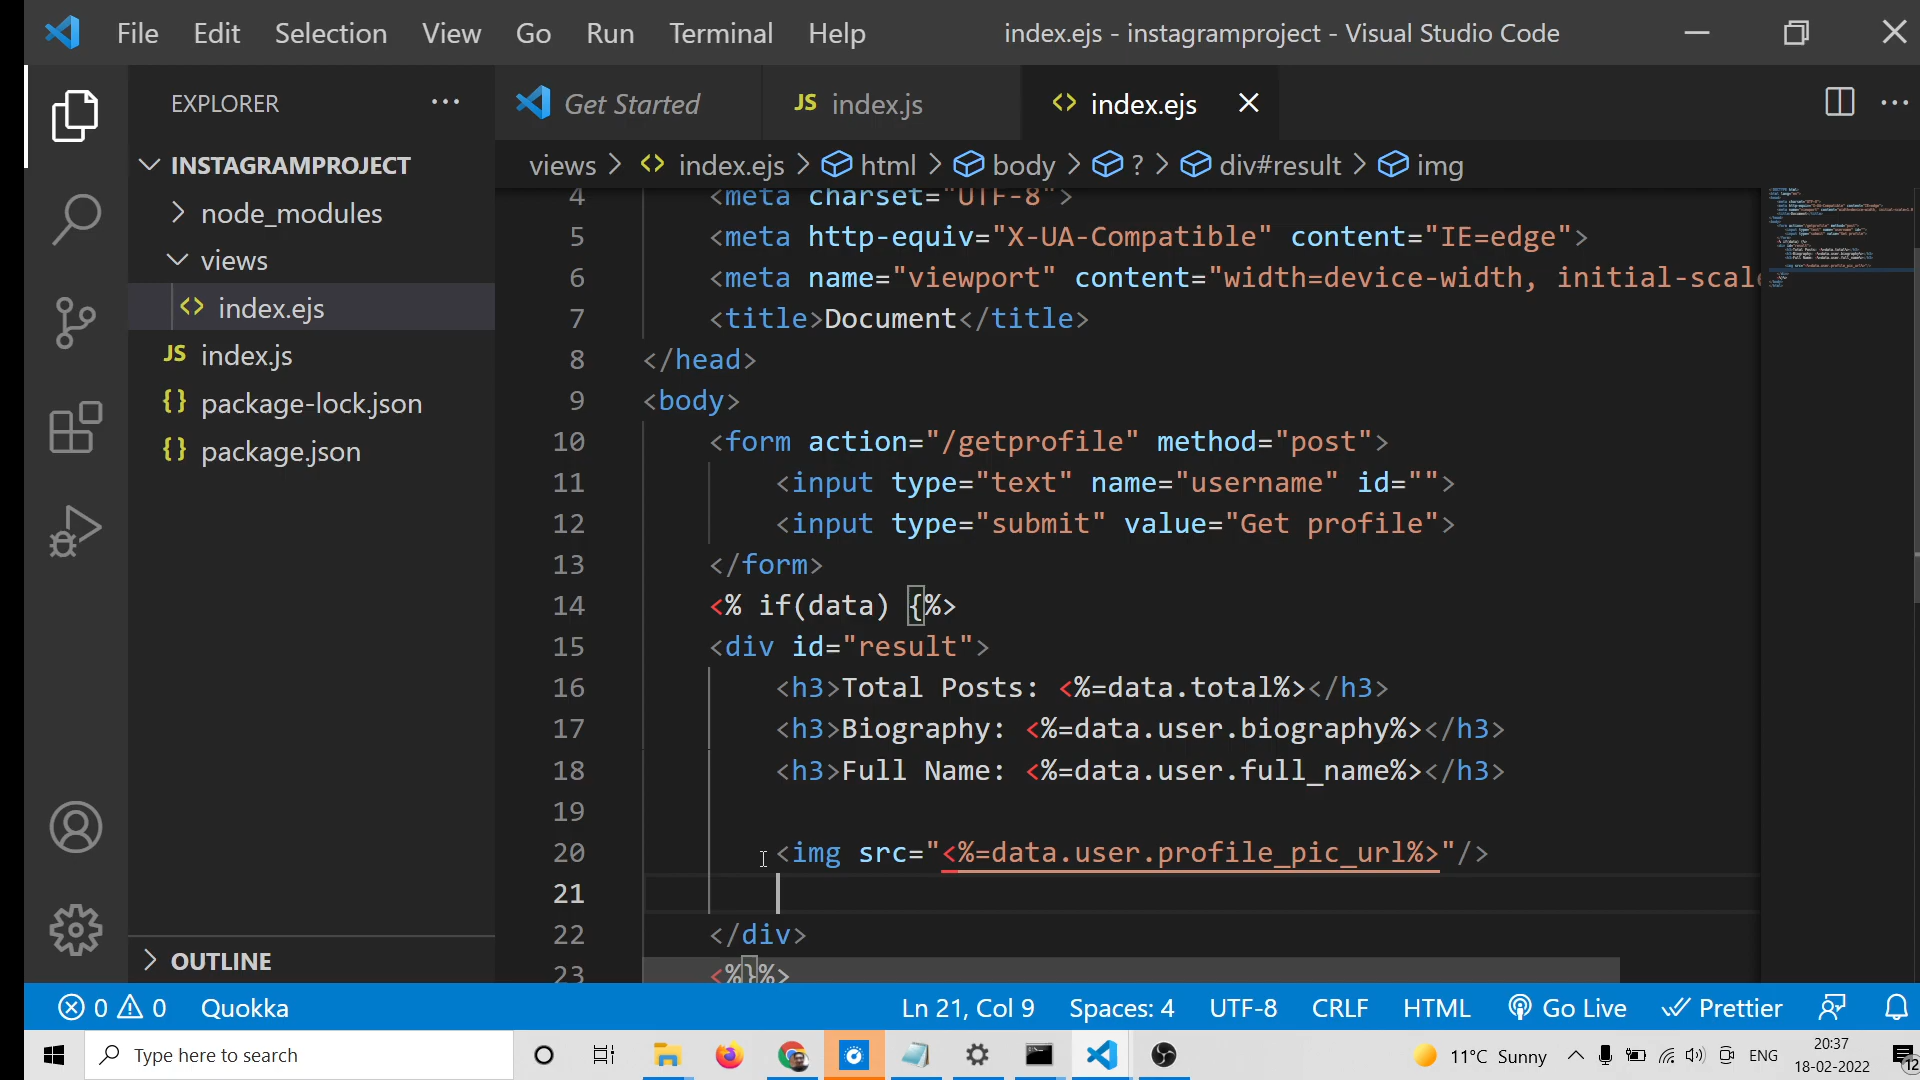 File Edit Selection View Go Run Terminal Help index.ejs - instagramproject - Visual Studio Code
EXPLORER
Get Started
JS index.js
<> index.ejs
INSTAGRAMPROJECT
node_modules
views
<> index.ejs
JS index.js
{} package-lock.json
{} package.json
OUTLINE
views > <> index.ejs > html > body > ? > div#result > img
4 <meta charset="UTF-8">
5 <meta http-equiv="X-UA-Compatible" content="IE=edge">
6 <meta name="viewport" content="width=device-width, initial-scale
7 <title>Document</title>
8 </head>
9 <body>
10 <form action="/getprofile" method="post">
11 <input type="text" name="username" id="">
12 <input type="submit" value="Get profile">
13 </form>
14 <% if(data) {%>
15 <div id="result">
16 <h3>Total Posts: <%=data.total%></h3>
17 <h3>Biography: <%=data.user.biography%></h3>
18 <h3>Full Name: <%=data.user.full_name%></h3>
19
20 <img src="<%=data.user.profile_pic_url%>"/>
21
22 </div>
23 <%}%>
0 0 Quokka Ln 21, Col 9 Spaces: 4 UTF-8 CRLF HTML Go Live Prettier
Type here to search 11°C Sunny ENG 20:37
18-02-2022 12